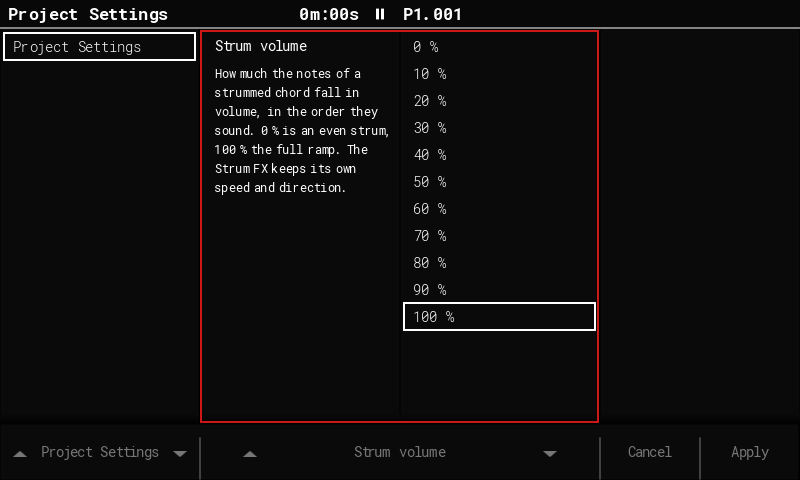 Project Settings 0m:00s P1.001
Project Settings
Strum volume
How much the notes of a
strummed chord fall in
volume, in the order they
sound. 0 % is an even strum,
100 % the full ramp. The
Strum FX keeps its own
speed and direction.
0 %
10 %
20 %
30 %
40 %
50 %
60 %
70 %
80 %
90 %
100 %
Project Settings Strum volume Cancel Apply